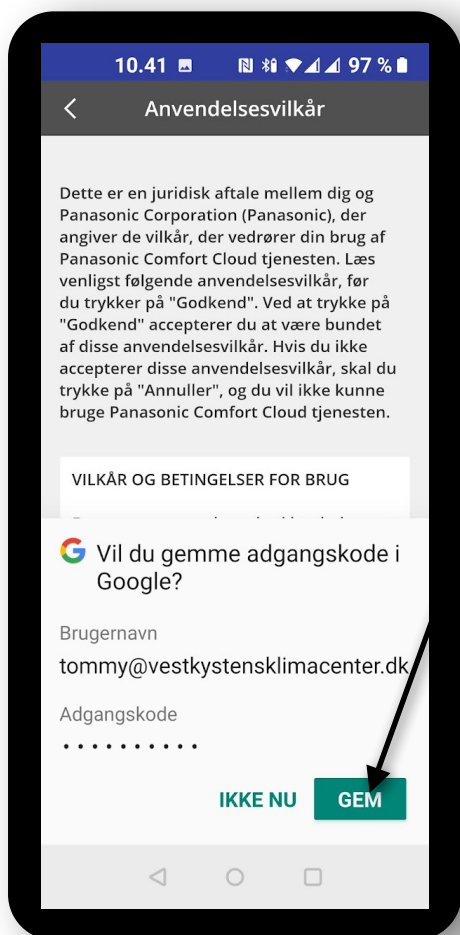 10.41 97 %
Anvendelsesvilkår
Dette er en juridisk aftale mellem dig og
Panasonic Corporation (Panasonic), der
angiver de vilkår, der vedrører din brug af
Panasonic Comfort Cloud tjenesten. Læs
venligst følgende anvendelsesvilkår, før
du trykker på "Godkend". Ved at trykke på
"Godkend" accepterer du at være bundet
af disse anvendelsesvilkår. Hvis du ikke
accepterer disse anvendelsesvilkår, skal du
trykke på "Annuller", og du vil ikke kunne
bruge Panasonic Comfort Cloud tjenesten.
VILKÅR OG BETINGELSER FOR BRUG
Vil du gemme adgangskode i
Google?
Brugernavn
tommy@vestkystensklimacenter.dk
Adgangskode
• • • • • • • • • •
IKKE NU GEM